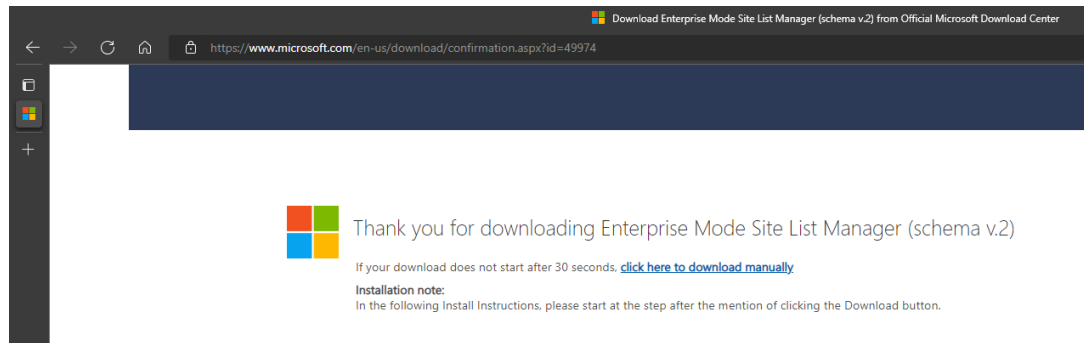 Download Enterprise Mode Site List Manager (schema v.2) from Official Microsoft Download Center
https://www.microsoft.com/en-us/download/confirmation.aspx?id=49974
Thank you for downloading Enterprise Mode Site List Manager (schema v.2)
If your download does not start after 30 seconds, click here to download manually
Installation note:
In the following Install Instructions, please start at the step after the mention of clicking the Download button.